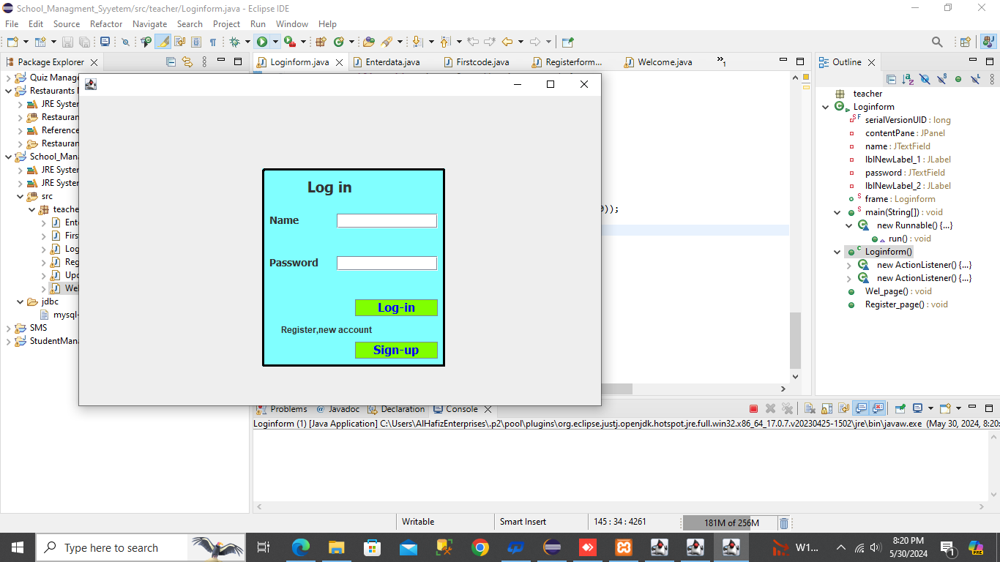 School_Managment_Syyetem/src/teacher/Loginform.java - Eclipse IDE
File Edit Source Refactor Navigate Search Project Run Window Help
Package Explorer
Loginform.java Enterdata.java Firstcode.java Registerform... Welcome.java »1
Outline
Quiz Manage
Restaurants M
JRE System
Restauran
Reference
Restauran
School_Mana
JRE System
JRE System
src
teache
Ente
First
Log
Reg
Upd
Wel
jdbc
mysql-
SMS
StudentMan
Log in
Name
Password
Log-in
Register,new account
Sign-up
));
teacher
Loginform
serialVersionUID : long
contentPane : JPanel
name : JTextField
lblNewLabel_1 : JLabel
password : JTextField
lblNewLabel_2 : JLabel
frame : Loginform
main(String[]) : void
new Runnable() {...}
run() : void
Loginform()
new ActionListener() {...}
new ActionListener() {...}
Wel_page() : void
Register_page() : void
Problems @ Javadoc Declaration Console
Loginform (1) [Java Application] C:\Users\AlHafizEnterprises\.p2\pool\plugins\org.eclipse.justj.openjdk.hotspot.jre.full.win32.x86_64_17.0.7.v20230425-1502\jre\bin\javaw.exe (May 30, 2024, 8:20:
Writable Smart Insert 145 : 34 : 4261 181M of 256M
Type here to search
W1...
8:20 PM
5/30/2024
1
PRE